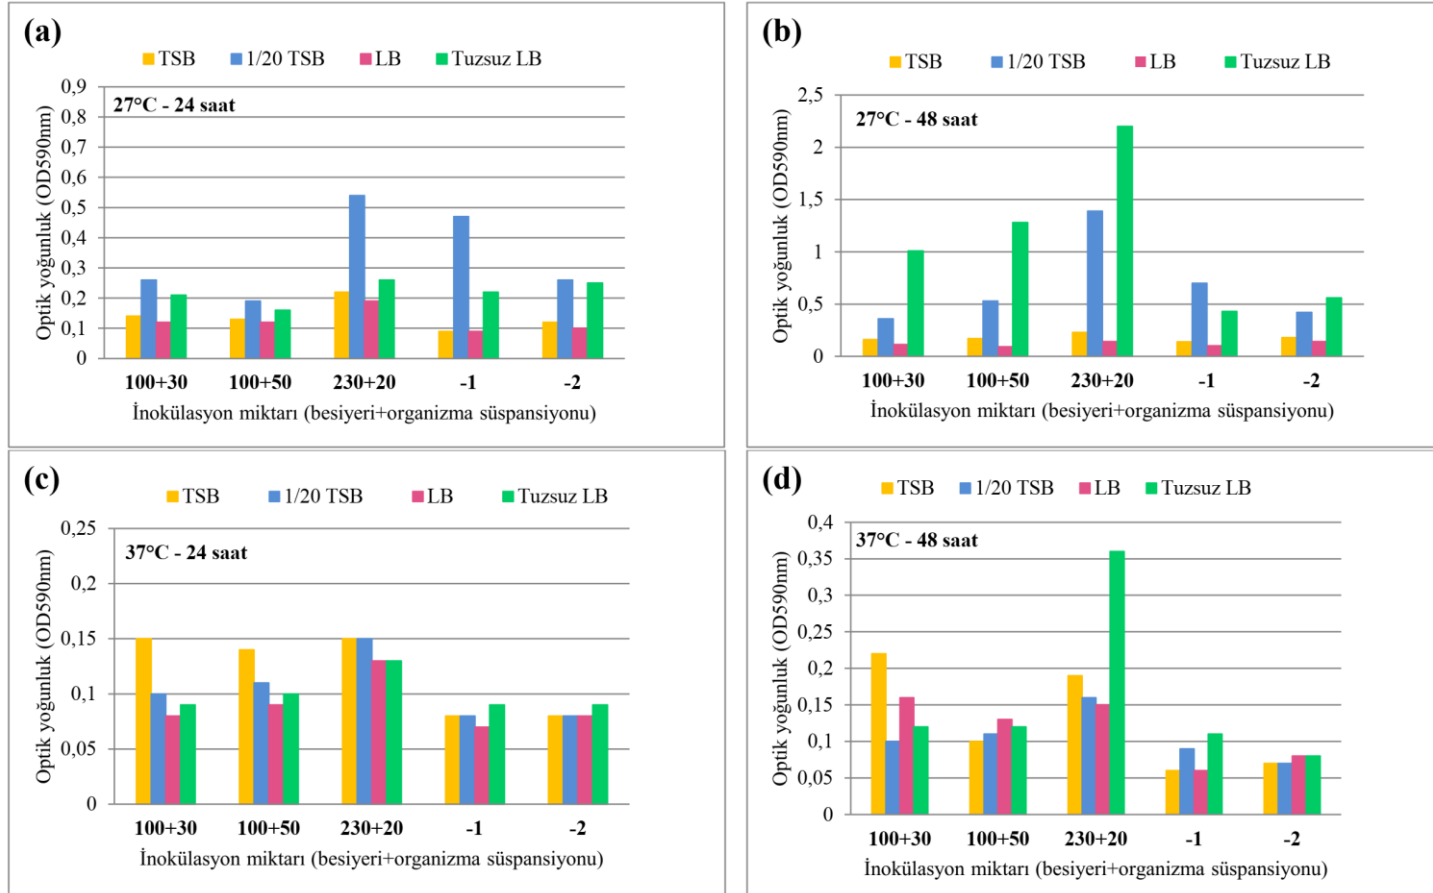 (a)
TSB 1/20 TSB LB Tuzsuz LB
27°C - 24 saat
Optik yoğunluk (OD590nm)
0,9
0,8
0,7
0,6
0,5
0,4
0,3
0,2
0,1
0
100+30 100+50 230+20 -1 -2
İnokülasyon miktarı (besiyeri+organizma süspansiyonu)
(b)
TSB 1/20 TSB LB Tuzsuz LB
27°C - 48 saat
Optik yoğunluk (OD590nm)
2,5
2
1,5
1
0,5
0
100+30 100+50 230+20 -1 -2
İnokülasyon miktarı (besiyeri+organizma süspansiyonu)
(c)
TSB 1/20 TSB LB Tuzsuz LB
37°C - 24 saat
Optik yoğunluk (OD590nm)
0,25
0,2
0,15
0,1
0,05
0
100+30 100+50 230+20 -1 -2
İnokülasyon miktarı (besiyeri+organizma süspansiyonu)
(d)
TSB 1/20 TSB LB Tuzsuz LB
37°C - 48 saat
Optik yoğunluk (OD590nm)
0,4
0,35
0,3
0,25
0,2
0,15
0,1
0,05
0
100+30 100+50 230+20 -1 -2
İnokülasyon miktarı (besiyeri+organizma süspansiyonu)